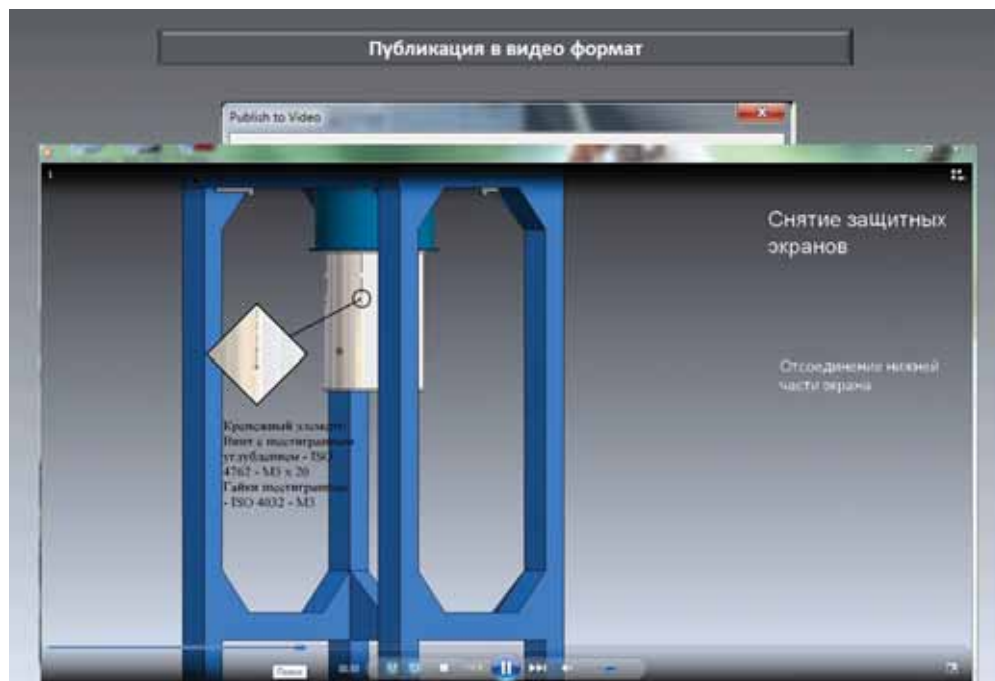 Публикация в видео формат
Publish to Video
Снятие защитных
экранов
Отсоединение нижней
части экрана
Крепежный элемент:
Винт с шестигранным
углублением - ISO
4762 - M3 x 20
Гайки шестигранные
- ISO 4032 - M3
Поиск